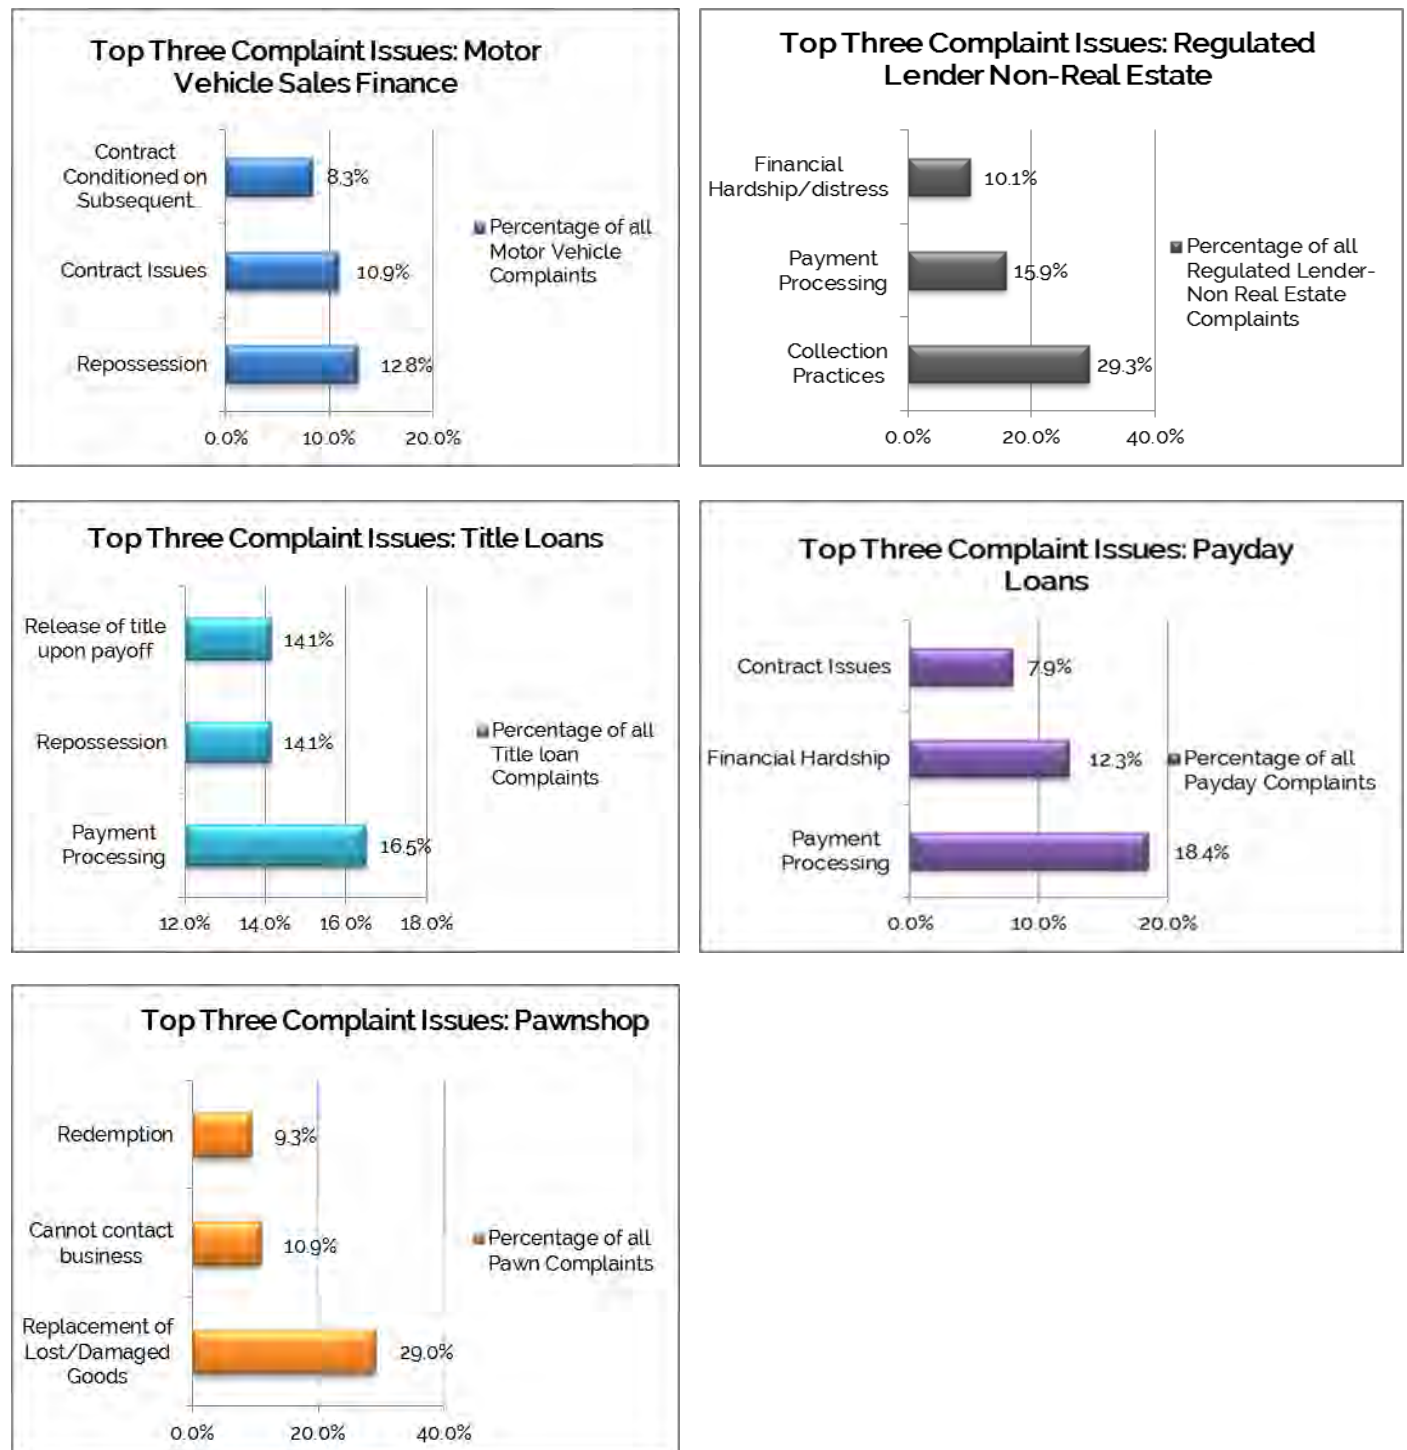 Top Three Complaint Issues: Motor
Vehicle Sales Finance
Contract
Conditioned on
Subsequent...
8.3%
Contract Issues
10.9%
Repossession
12.8%
0.0% 10.0% 20.0%
Percentage of all
Motor Vehicle
Complaints
Top Three Complaint Issues: Regulated
Lender Non-Real Estate
Financial
Hardship/distress
10.1%
Payment
Processing
15.9%
Collection
Practices
29.3%
0.0% 20.0% 40.0%
Percentage of all
Regulated Lender-
Non Real Estate
Complaints
Top Three Complaint Issues: Title Loans
Release of title
upon payoff
14.1%
Repossession
14.1%
Payment
Processing
16.5%
12.0% 14.0% 16.0% 18.0%
Percentage of all
Title loan
Complaints
Top Three Complaint Issues: Payday
Loans
Contract Issues
7.9%
Financial Hardship
12.3%
Payment
Processing
18.4%
0.0% 10.0% 20.0%
Percentage of all
Payday Complaints
Top Three Complaint Issues: Pawnshop
Redemption
9.3%
Cannot contact
business
10.9%
Replacement of
Lost/Damaged
Goods
29.0%
0.0% 20.0% 40.0%
Percentage of all
Pawn Complaints